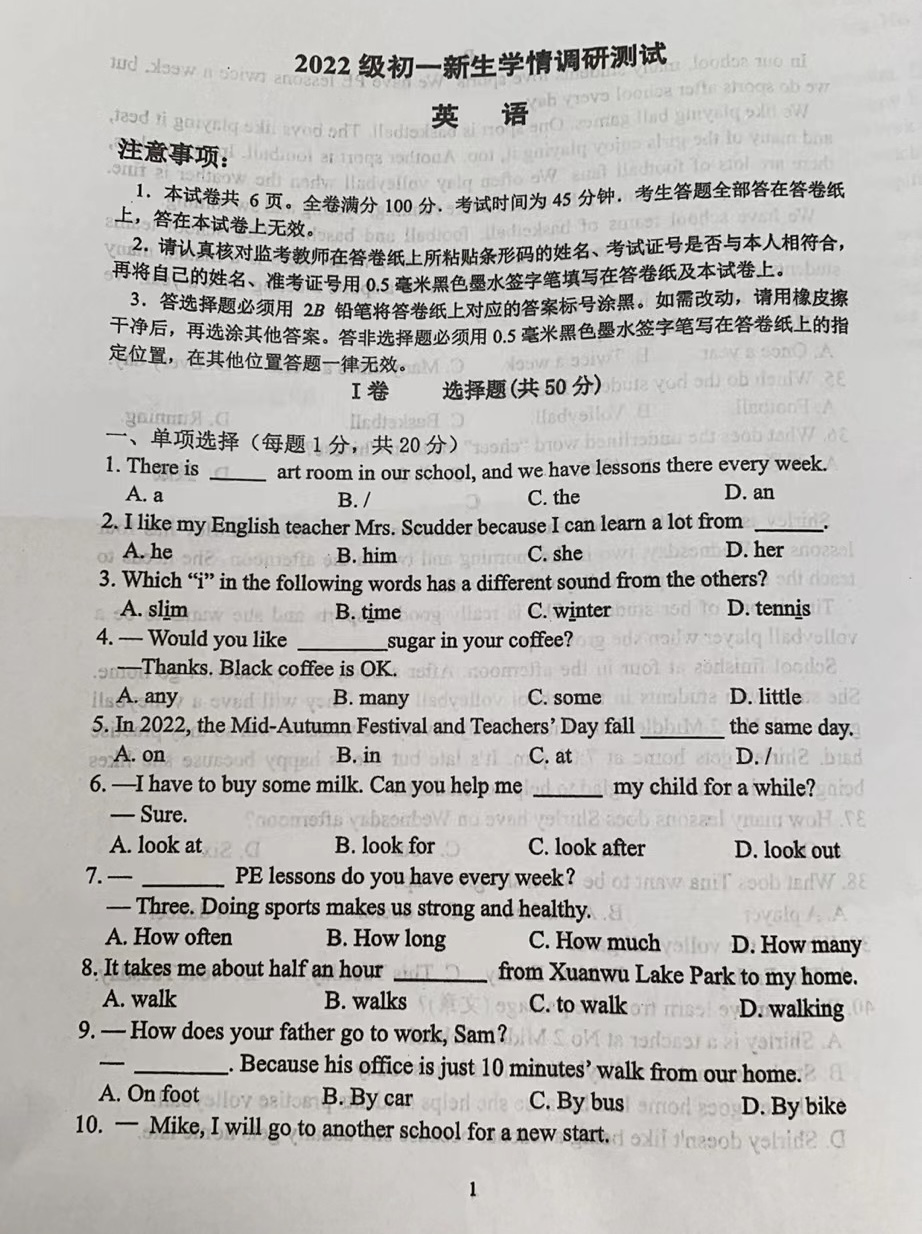 2022 级初一新生学情调研测试
英 语
注意事项：
1．本试卷共 6 页。全卷满分 100 分．考试时间为 45 分钟．考生答题全部答在答卷纸
上，答在本试卷上无效。
2．请认真核对监考教师在答卷纸上所粘贴条形码的姓名、考试证号是否与本人相符合，
再将自己的姓名、准考证号用 0.5 毫米黑色墨水签字笔填写在答卷纸及本试卷上。
3．答选择题必须用 2B 铅笔将答卷纸上对应的答案标号涂黑。如需改动，请用橡皮擦
干净后，再选涂其他答案。答非选择题必须用 0.5 毫米黑色墨水签字笔写在答卷纸上的指
定位置，在其他位置答题一律无效。
I 卷 选择题(共 50 分)
一、单项选择（每题 1 分，共 20 分）
1. There is ______ art room in our school, and we have lessons there every week.
A. a B. / C. the D. an
2. I like my English teacher Mrs. Scudder because I can learn a lot from _______.
A. he B. him C. she D. her
3. Which “i” in the following words has a different sound from the others?
A. slim B. time C. winter D. tennis
4. — Would you like _________sugar in your coffee?
—Thanks. Black coffee is OK.
A. any B. many C. some D. little
5. In 2022, the Mid-Autumn Festival and Teachers’ Day fall _________ the same day.
A. on B. in C. at D. /
6. —I have to buy some milk. Can you help me _______ my child for a while?
— Sure.
A. look at B. look for C. look after D. look out
7. — ________ PE lessons do you have every week?
— Three. Doing sports makes us strong and healthy.
A. How often B. How long C. How much D. How many
8. It takes me about half an hour _________ from Xuanwu Lake Park to my home.
A. walk B. walks C. to walk D. walking
9. — How does your father go to work, Sam?
— _________. Because his office is just 10 minutes’ walk from our home.
A. On foot B. By car C. By bus D. By bike
10. — Mike, I will go to another school for a new start.
1